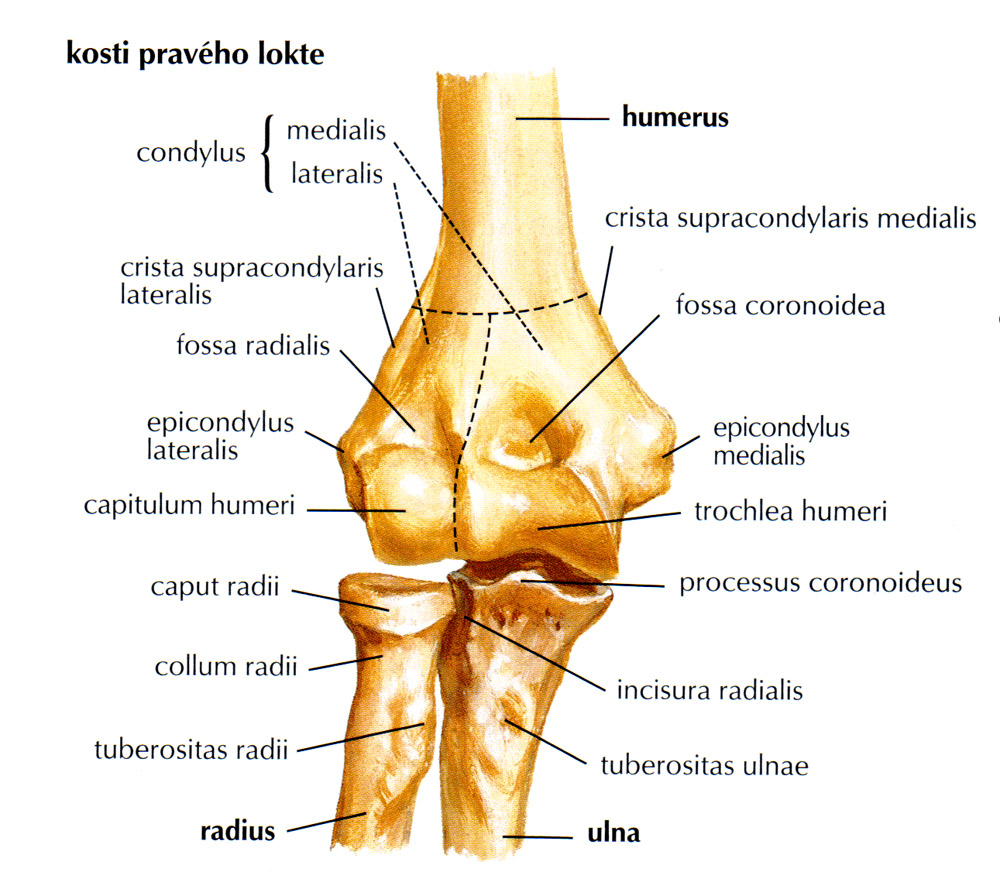 kosti pravého lokte
humerus
condylus
medialis
lateralis
crista supracondylaris medialis
crista supracondylaris
lateralis
fossa coronoidea
fossa radialis
epicondylus
lateralis
epicondylus
medialis
capitulum humeri
trochlea humeri
caput radii
processus coronoideus
collum radii
incisura radialis
tuberositas radii
tuberositas ulnae
radius
ulna